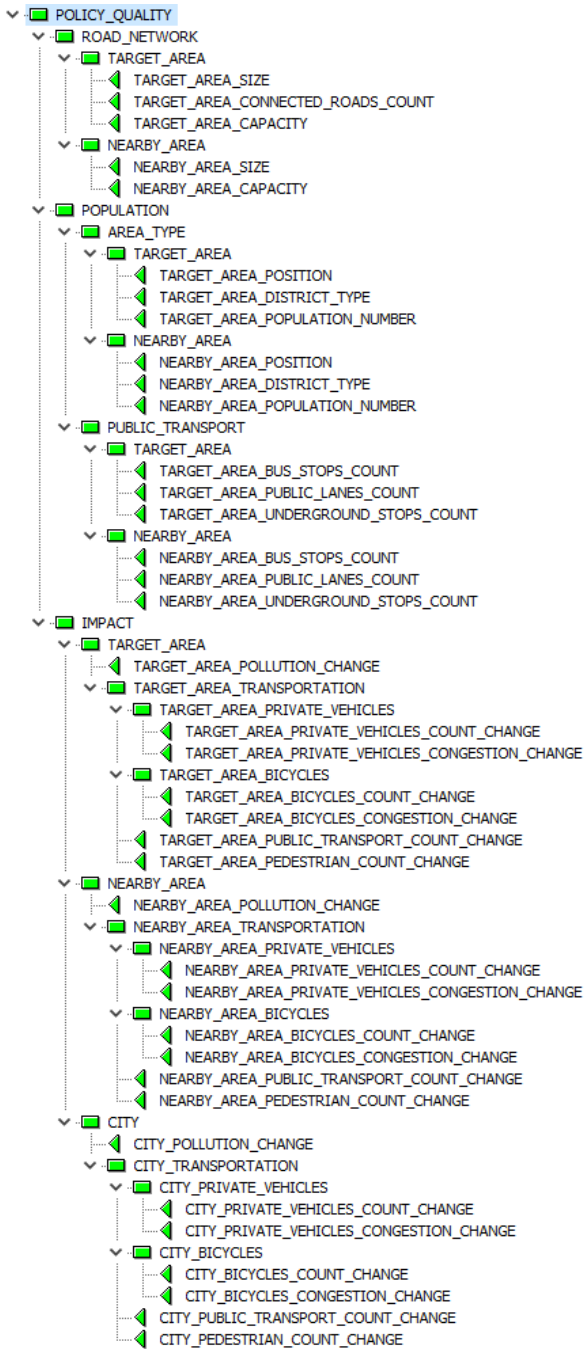 POLICY_QUALITY
ROAD_NETWORK
TARGET_AREA
TARGET_AREA_SIZE
TARGET_AREA_CONNECTED_ROADS_COUNT
TARGET_AREA_CAPACITY
NEARBY_AREA
NEARBY_AREA_SIZE
NEARBY_AREA_CAPACITY
POPULATION
AREA_TYPE
TARGET_AREA
TARGET_AREA_POSITION
TARGET_AREA_DISTRICT_TYPE
TARGET_AREA_POPULATION_NUMBER
NEARBY_AREA
NEARBY_AREA_POSITION
NEARBY_AREA_DISTRICT_TYPE
NEARBY_AREA_POPULATION_NUMBER
PUBLIC_TRANSPORT
TARGET_AREA
TARGET_AREA_BUS_STOPS_COUNT
TARGET_AREA_PUBLIC_LANES_COUNT
TARGET_AREA_UNDERGROUND_STOPS_COUNT
NEARBY_AREA
NEARBY_AREA_BUS_STOPS_COUNT
NEARBY_AREA_PUBLIC_LANES_COUNT
NEARBY_AREA_UNDERGROUND_STOPS_COUNT
IMPACT
TARGET_AREA
TARGET_AREA_POLLUTION_CHANGE
TARGET_AREA_TRANSPORTATION
TARGET_AREA_PRIVATE_VEHICLES
TARGET_AREA_PRIVATE_VEHICLES_COUNT_CHANGE
TARGET_AREA_PRIVATE_VEHICLES_CONGESTION_CHANGE
TARGET_AREA_BICYCLES
TARGET_AREA_BICYCLES_COUNT_CHANGE
TARGET_AREA_BICYCLES_CONGESTION_CHANGE
TARGET_AREA_PUBLIC_TRANSPORT_COUNT_CHANGE
TARGET_AREA_PEDESTRIAN_COUNT_CHANGE
NEARBY_AREA
NEARBY_AREA_POLLUTION_CHANGE
NEARBY_AREA_TRANSPORTATION
NEARBY_AREA_PRIVATE_VEHICLES
NEARBY_AREA_PRIVATE_VEHICLES_COUNT_CHANGE
NEARBY_AREA_PRIVATE_VEHICLES_CONGESTION_CHANGE
NEARBY_AREA_BICYCLES
NEARBY_AREA_BICYCLES_COUNT_CHANGE
NEARBY_AREA_BICYCLES_CONGESTION_CHANGE
NEARBY_AREA_PUBLIC_TRANSPORT_COUNT_CHANGE
NEARBY_AREA_PEDESTRIAN_COUNT_CHANGE
CITY
CITY_POLLUTION_CHANGE
CITY_TRANSPORTATION
CITY_PRIVATE_VEHICLES
CITY_PRIVATE_VEHICLES_COUNT_CHANGE
CITY_PRIVATE_VEHICLES_CONGESTION_CHANGE
CITY_BICYCLES
CITY_BICYCLES_COUNT_CHANGE
CITY_BICYCLES_CONGESTION_CHANGE
CITY_PUBLIC_TRANSPORT_COUNT_CHANGE
CITY_PEDESTRIAN_COUNT_CHANGE